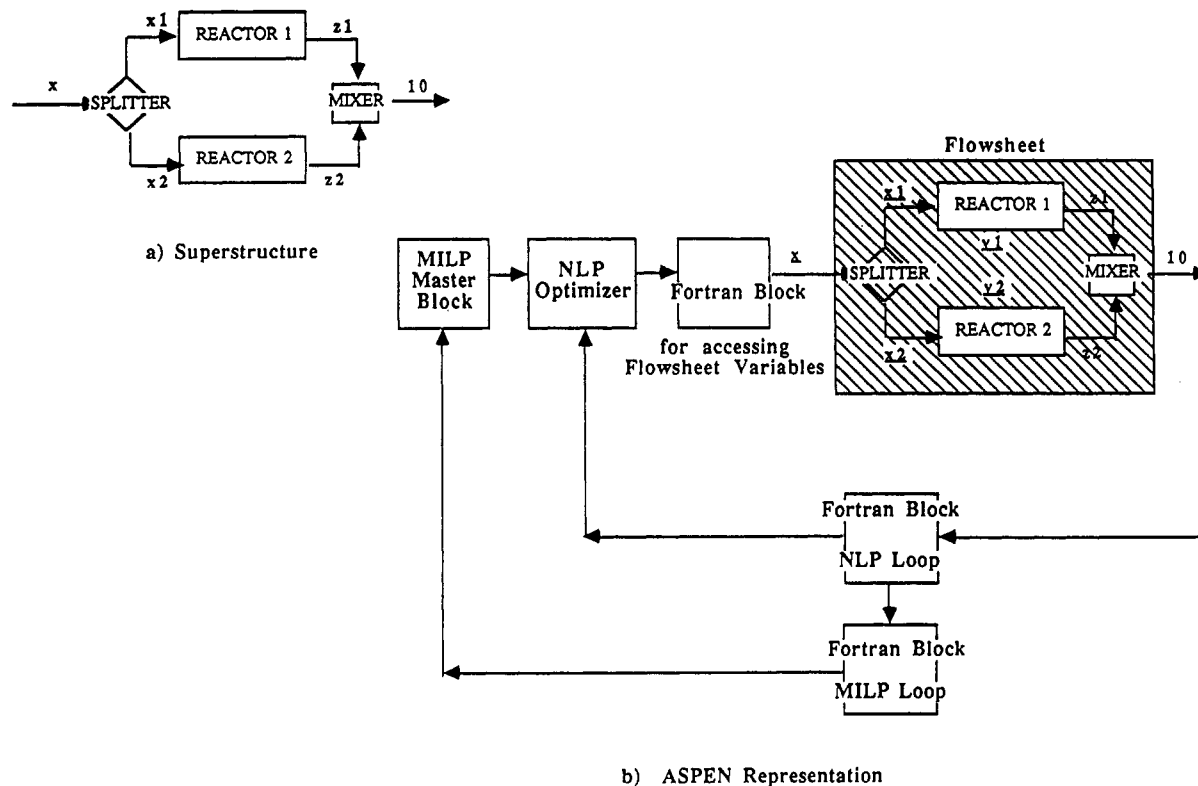 x1
REACTOR 1
z1
x
SPLITTER
MIXER
10
x2
REACTOR 2
z2
a) Superstructure
Flowsheet
x1
REACTOR 1
z1
v1
MILP
Master
Block
NLP
Optimizer
Fortran Block
x
SPLITTER
MIXER
10
v2
REACTOR 2
x2
z2
for accessing
Flowsheet Variables
Fortran Block
NLP Loop
Fortran Block
MILP Loop
b) ASPEN Representation